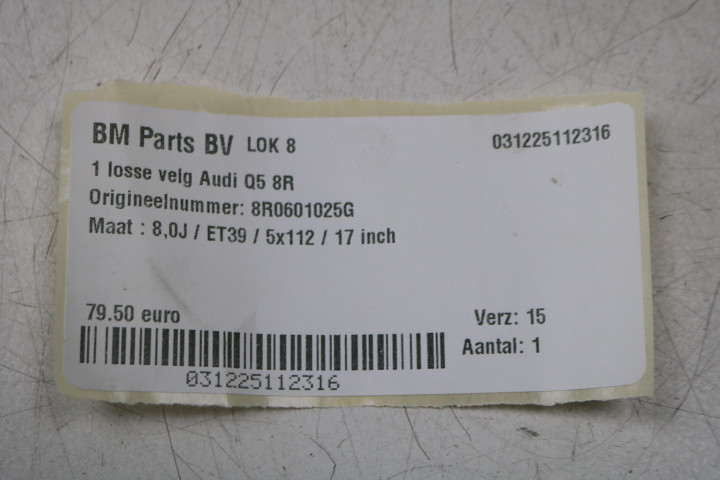 BM Parts BV LOK 8 031225112316
1 losse velg Audi Q5 8R
Origineelnummer: 8R0601025G
Maat : 8,0J / ET39 / 5x112 / 17 inch
79.50 euro Verz: 15
Aantal: 1
031225112316